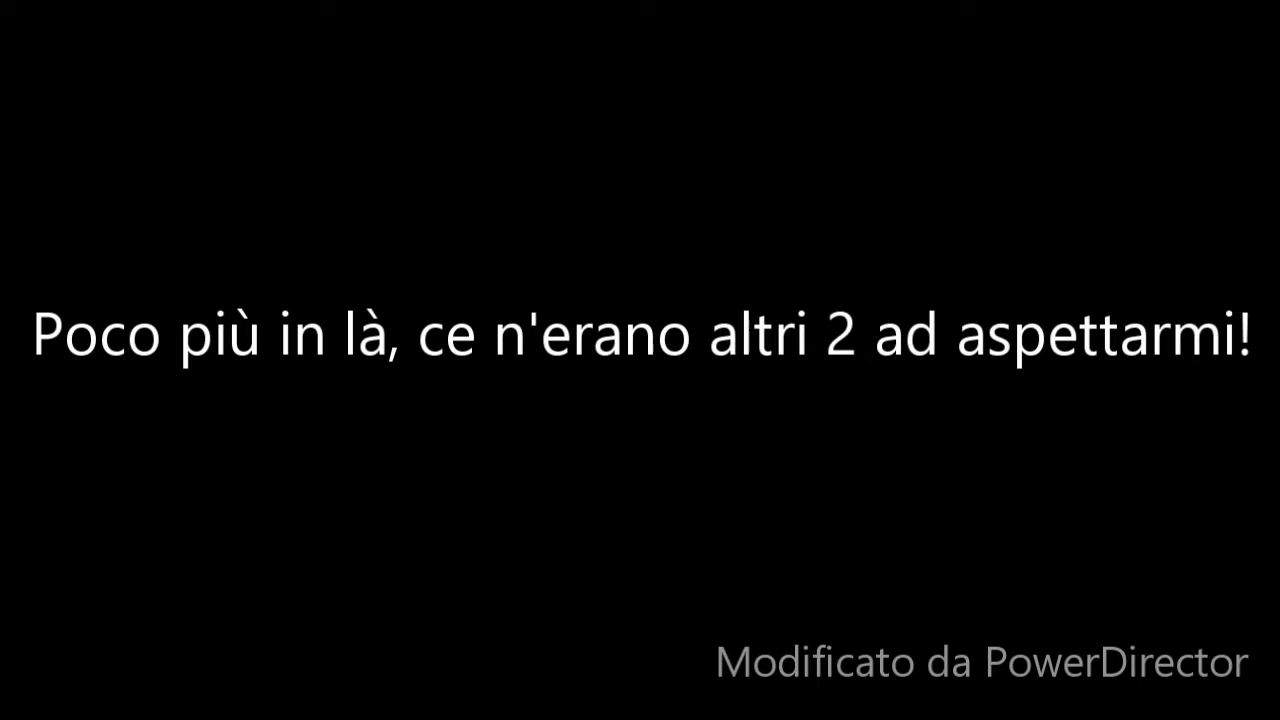 Poco più in là, ce n'erano altri 2 ad aspettarmi!
Modificato da PowerDirector